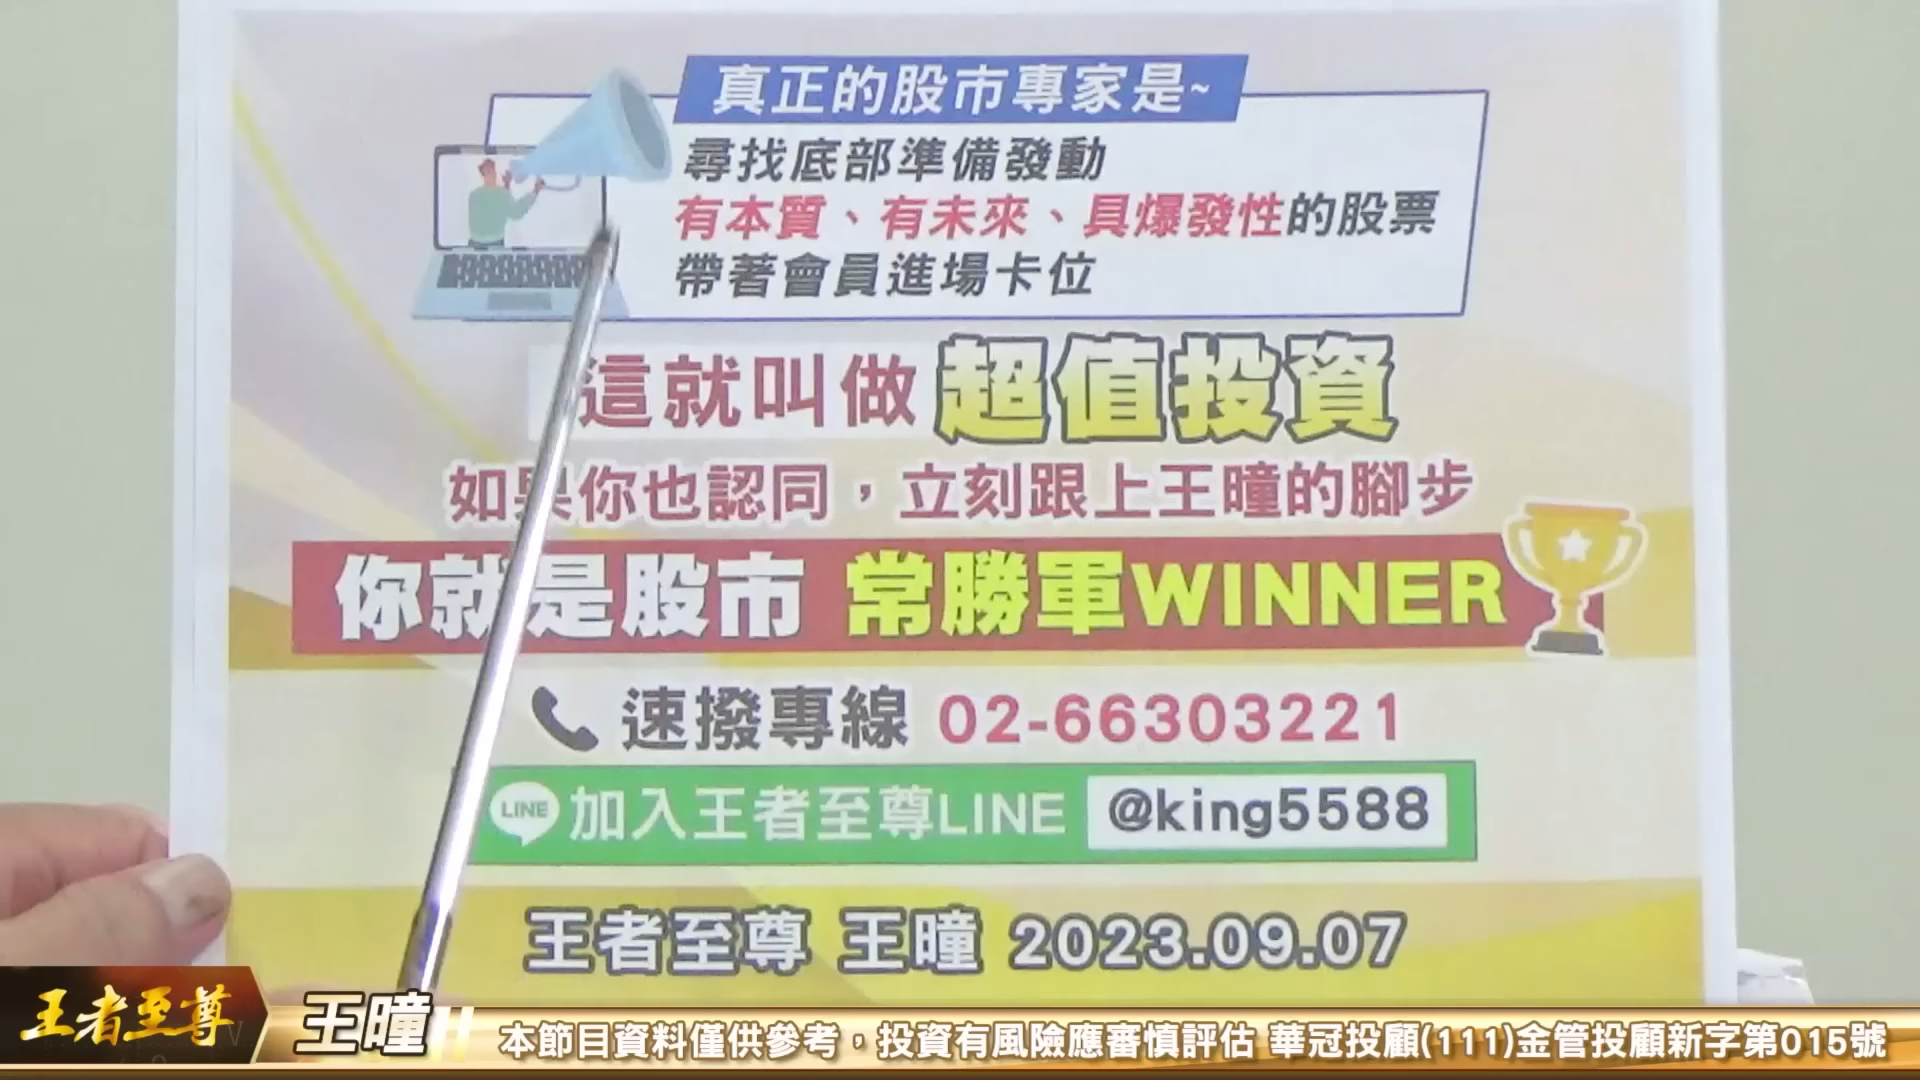 真正的股市專家是~
尋找底部準備發動
有本質、有未來、具爆發性的股票
帶著會員進場卡位
這就叫做 超值投資
如果你也認同，立刻跟上王曈的腳步
你就是股市 常勝軍WINNER
速撥專線 02-66303221
LINE 加入王者至尊LINE @king5588
王者至尊 王曈 2023.09.07
王者至尊 王曈
本節目資料僅供參考，投資有風險應審慎評估 華冠投顧(111)金管投顧新字第015號